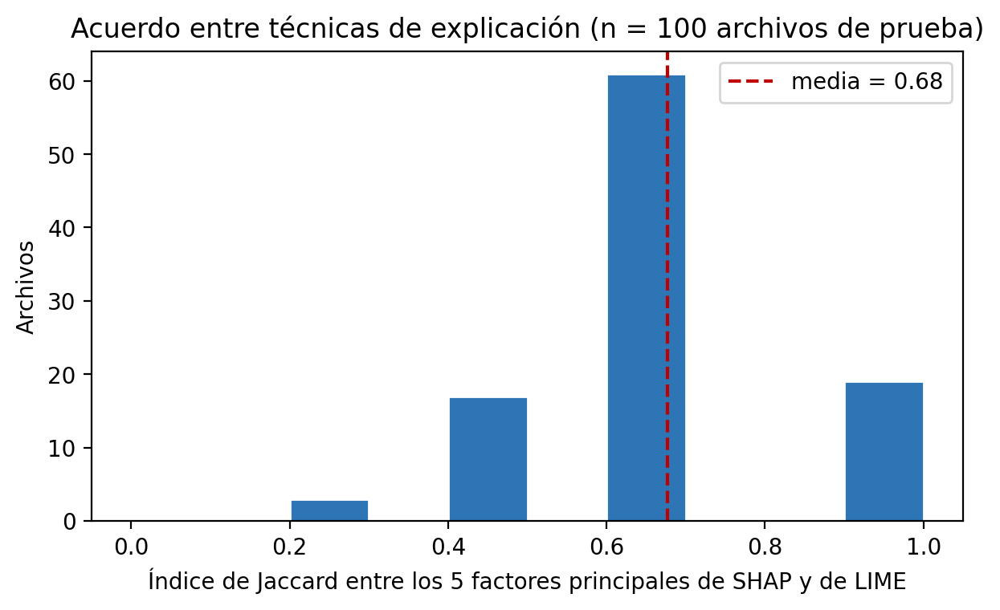 Acuerdo entre técnicas de explicación (n = 100 archivos de prueba)
media = 0.68
Archivos
60
50
40
30
20
10
0
0.0 0.2 0.4 0.6 0.8 1.0
Índice de Jaccard entre los 5 factores principales de SHAP y de LIME